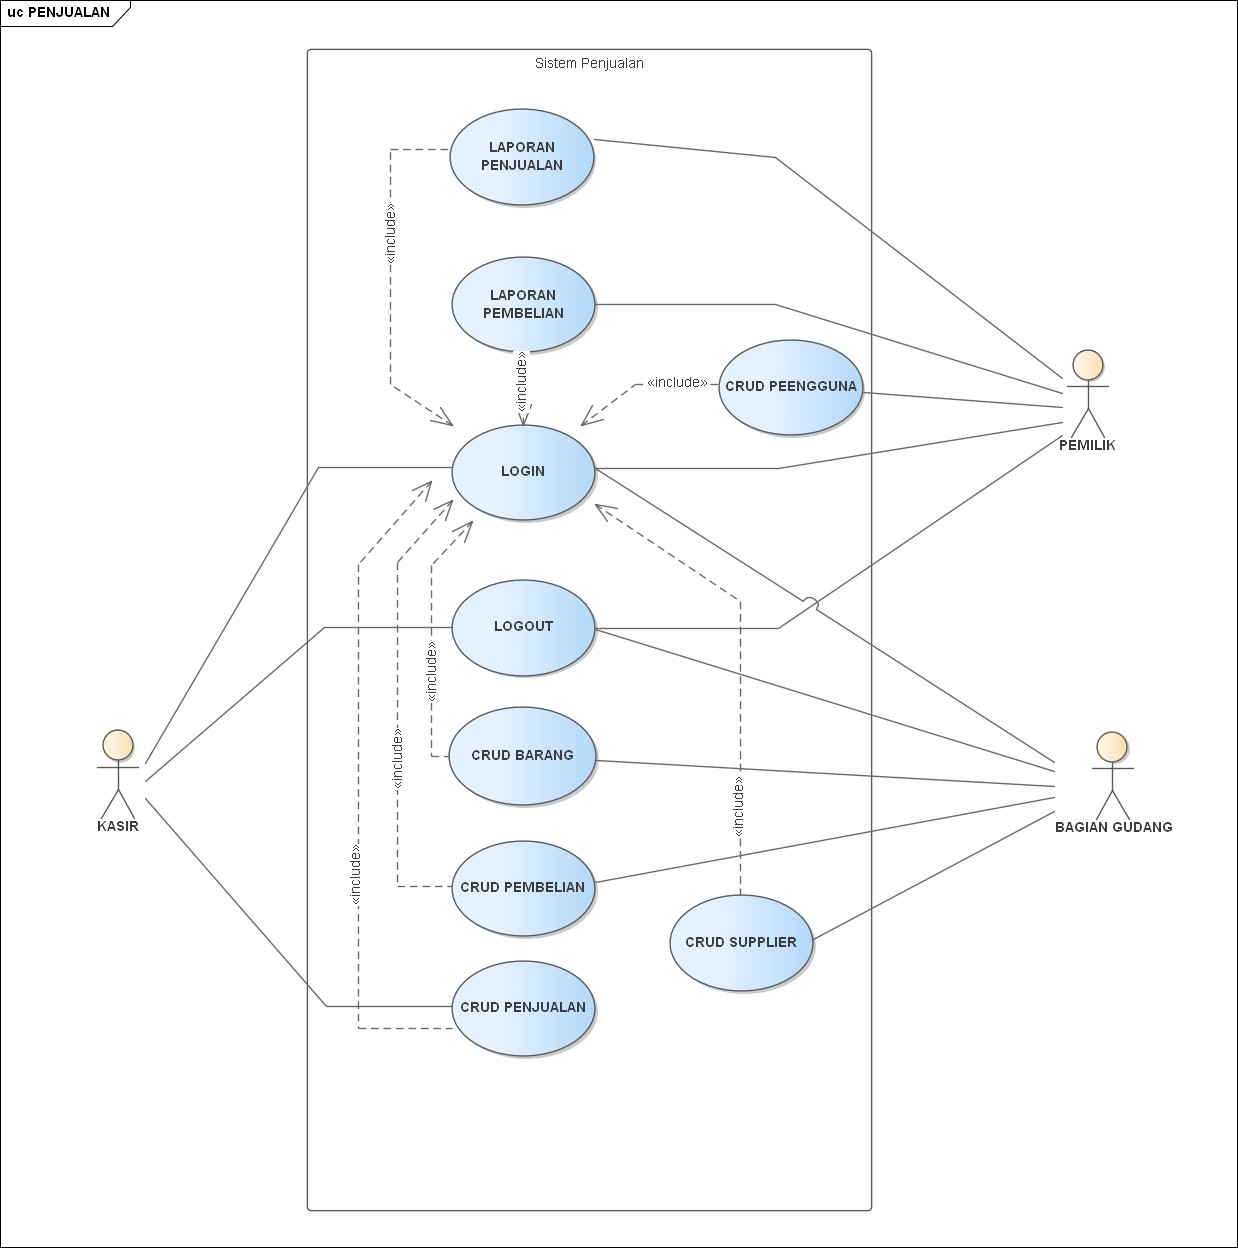 uc PENJUALAN
Sistem Penjualan
LAPORAN
PENJUALAN
«include»
LAPORAN
PEMBELIAN
«include»
CRUD PEENGGUNA
«include»
PEMILIK
LOGIN
LOGOUT
«include»
CRUD BARANG
«include»
«include»
KASIR
BAGIAN GUDANG
CRUD PEMBELIAN
«include»
CRUD SUPPLIER
CRUD PENJUALAN